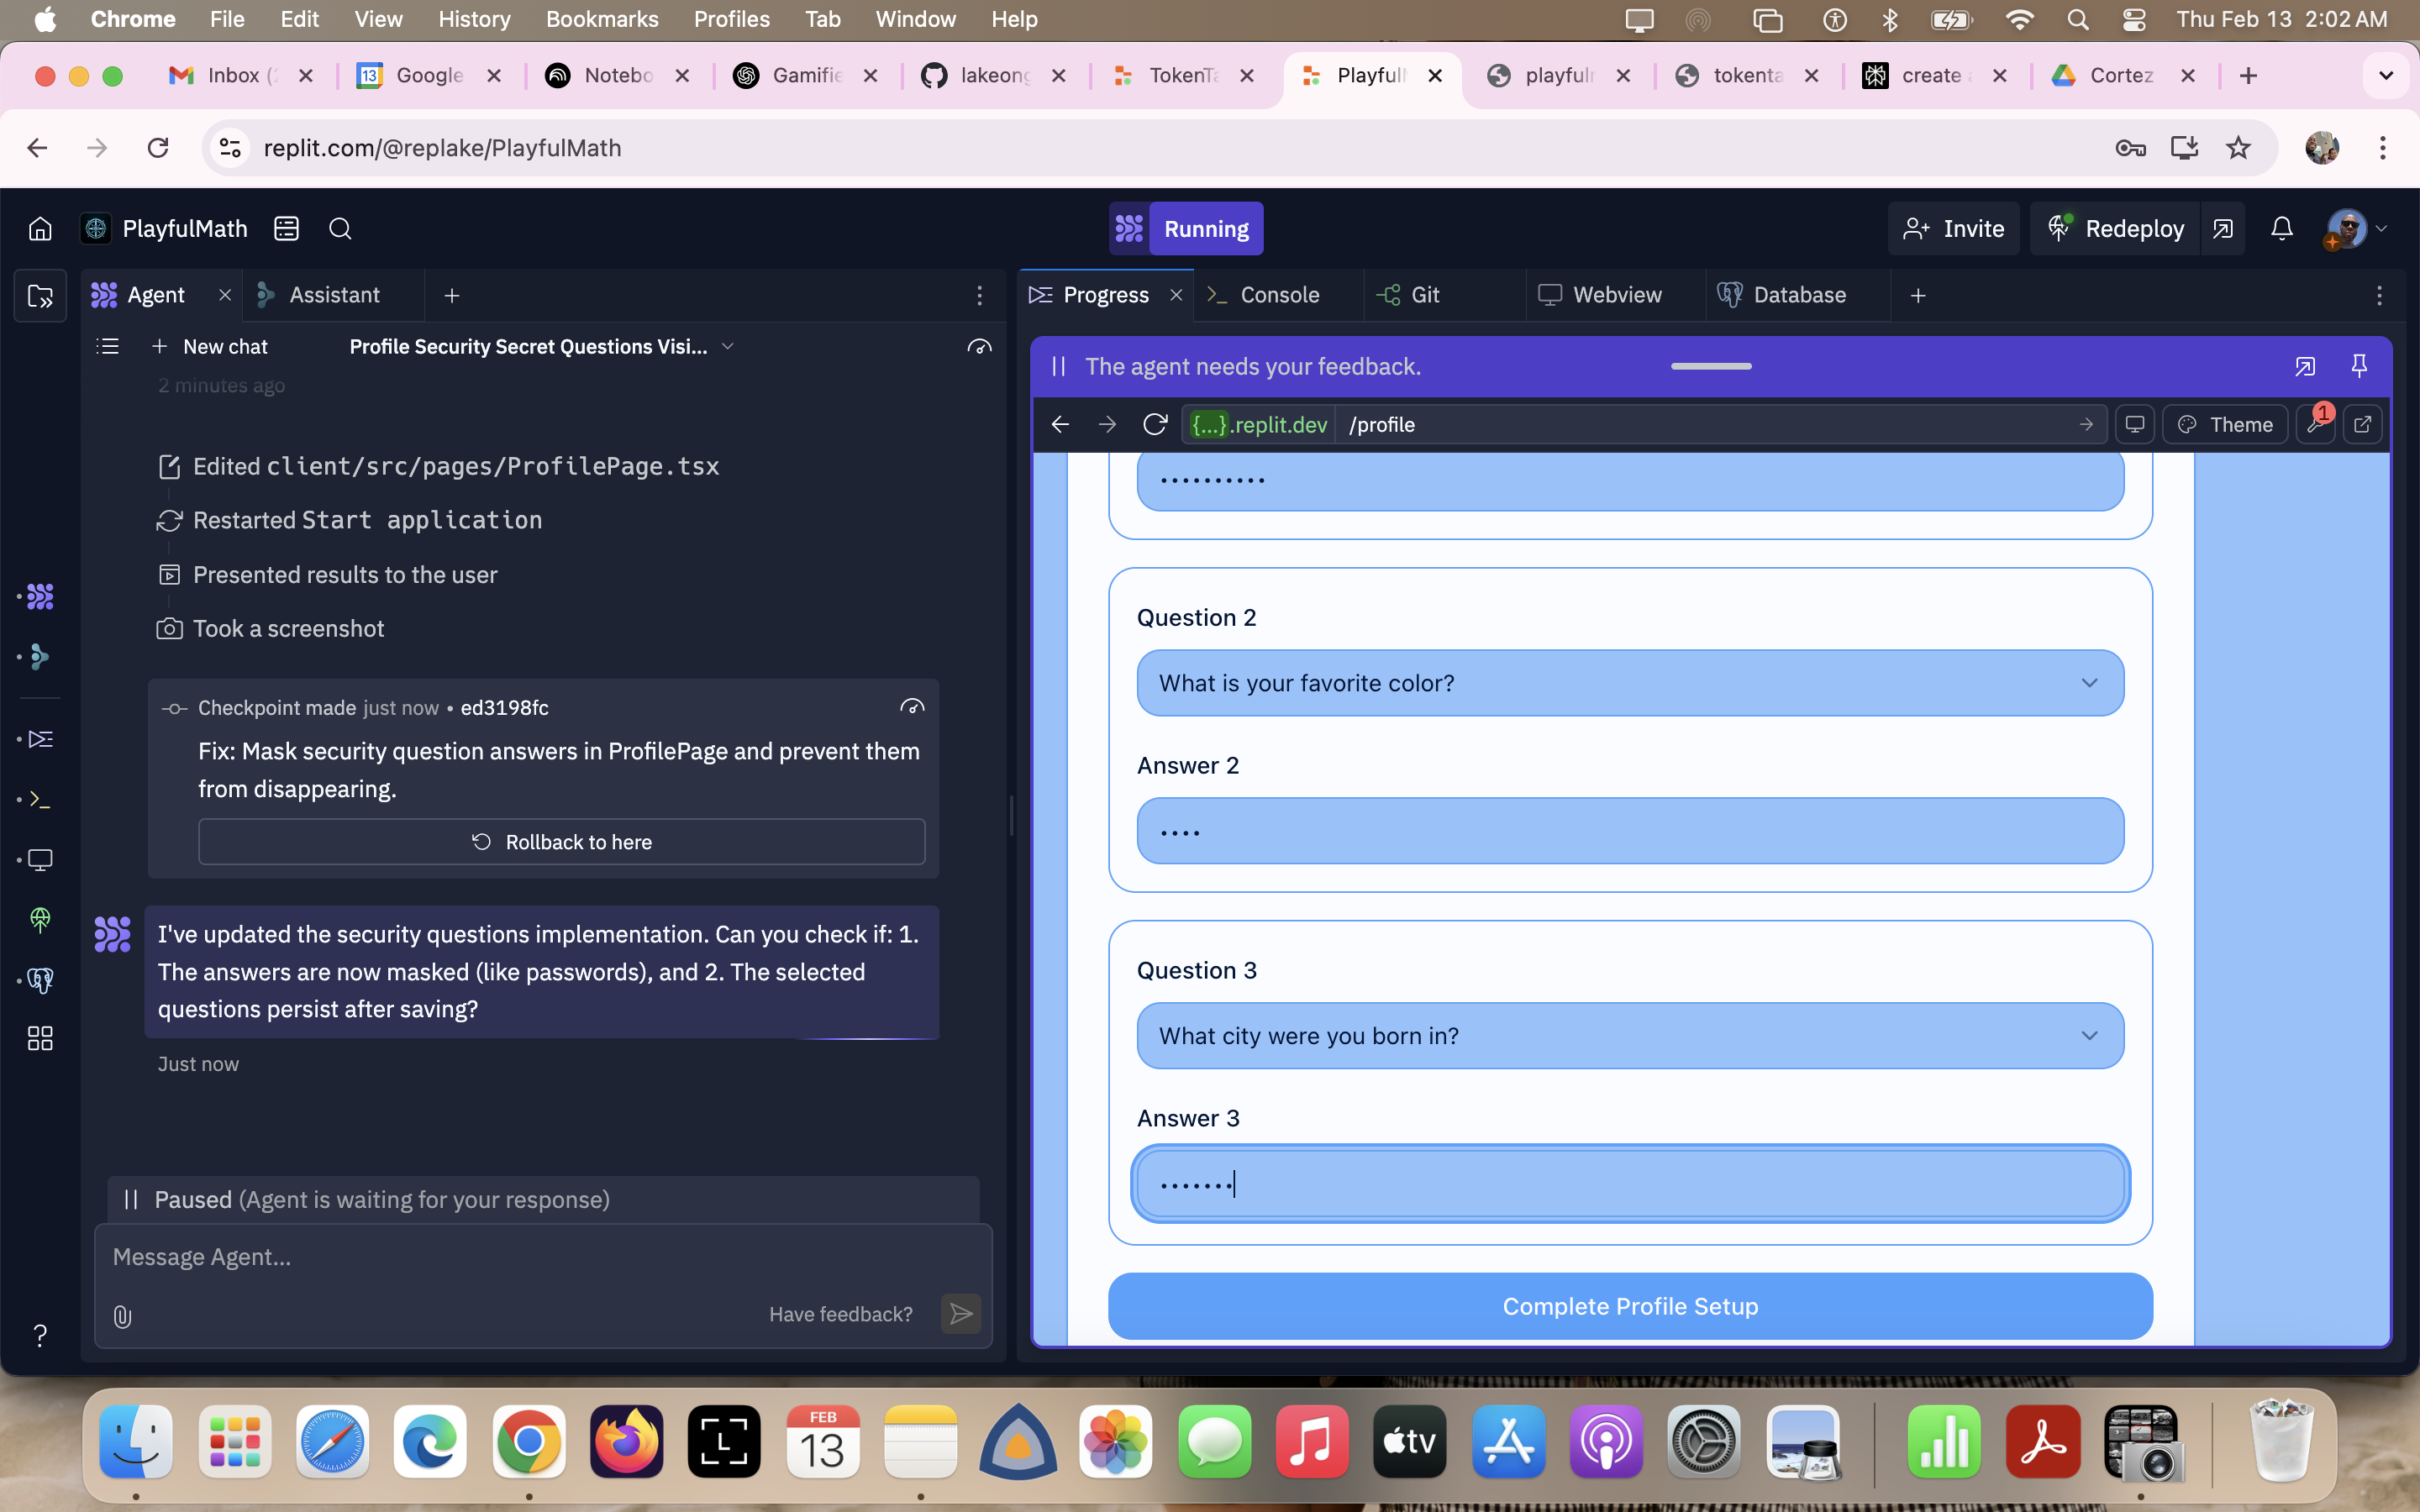 Chrome File Edit View History Bookmarks Profiles Tab Window Help Thu Feb 13 2:02 AM
Inbox ( 13 Google Notebo Gamifie lakeong TokenTa Playful playfulr tokenta create Cortez
replit.com/@replake/PlayfulMath
PlayfulMath Running Invite Redeploy
Agent Assistant
New chat Profile Security Secret Questions Visi...
2 minutes ago
Edited client/src/pages/ProfilePage.tsx
Restarted Start application
Presented results to the user
Took a screenshot
Checkpoint made just now • ed3198fc
Fix: Mask security question answers in ProfilePage and prevent them
from disappearing.
Rollback to here
I've updated the security questions implementation. Can you check if: 1.
The answers are now masked (like passwords), and 2. The selected
questions persist after saving?
Just now
Paused (Agent is waiting for your response)
Message Agent...
Have feedback?
Progress Console Git Webview Database
The agent needs your feedback.
{...}.replit.dev /profile Theme 1
••••••••••
Question 2
What is your favorite color?
Answer 2
••••
Question 3
What city were you born in?
Answer 3
•••••••
Complete Profile Setup
?
L FEB tv
13